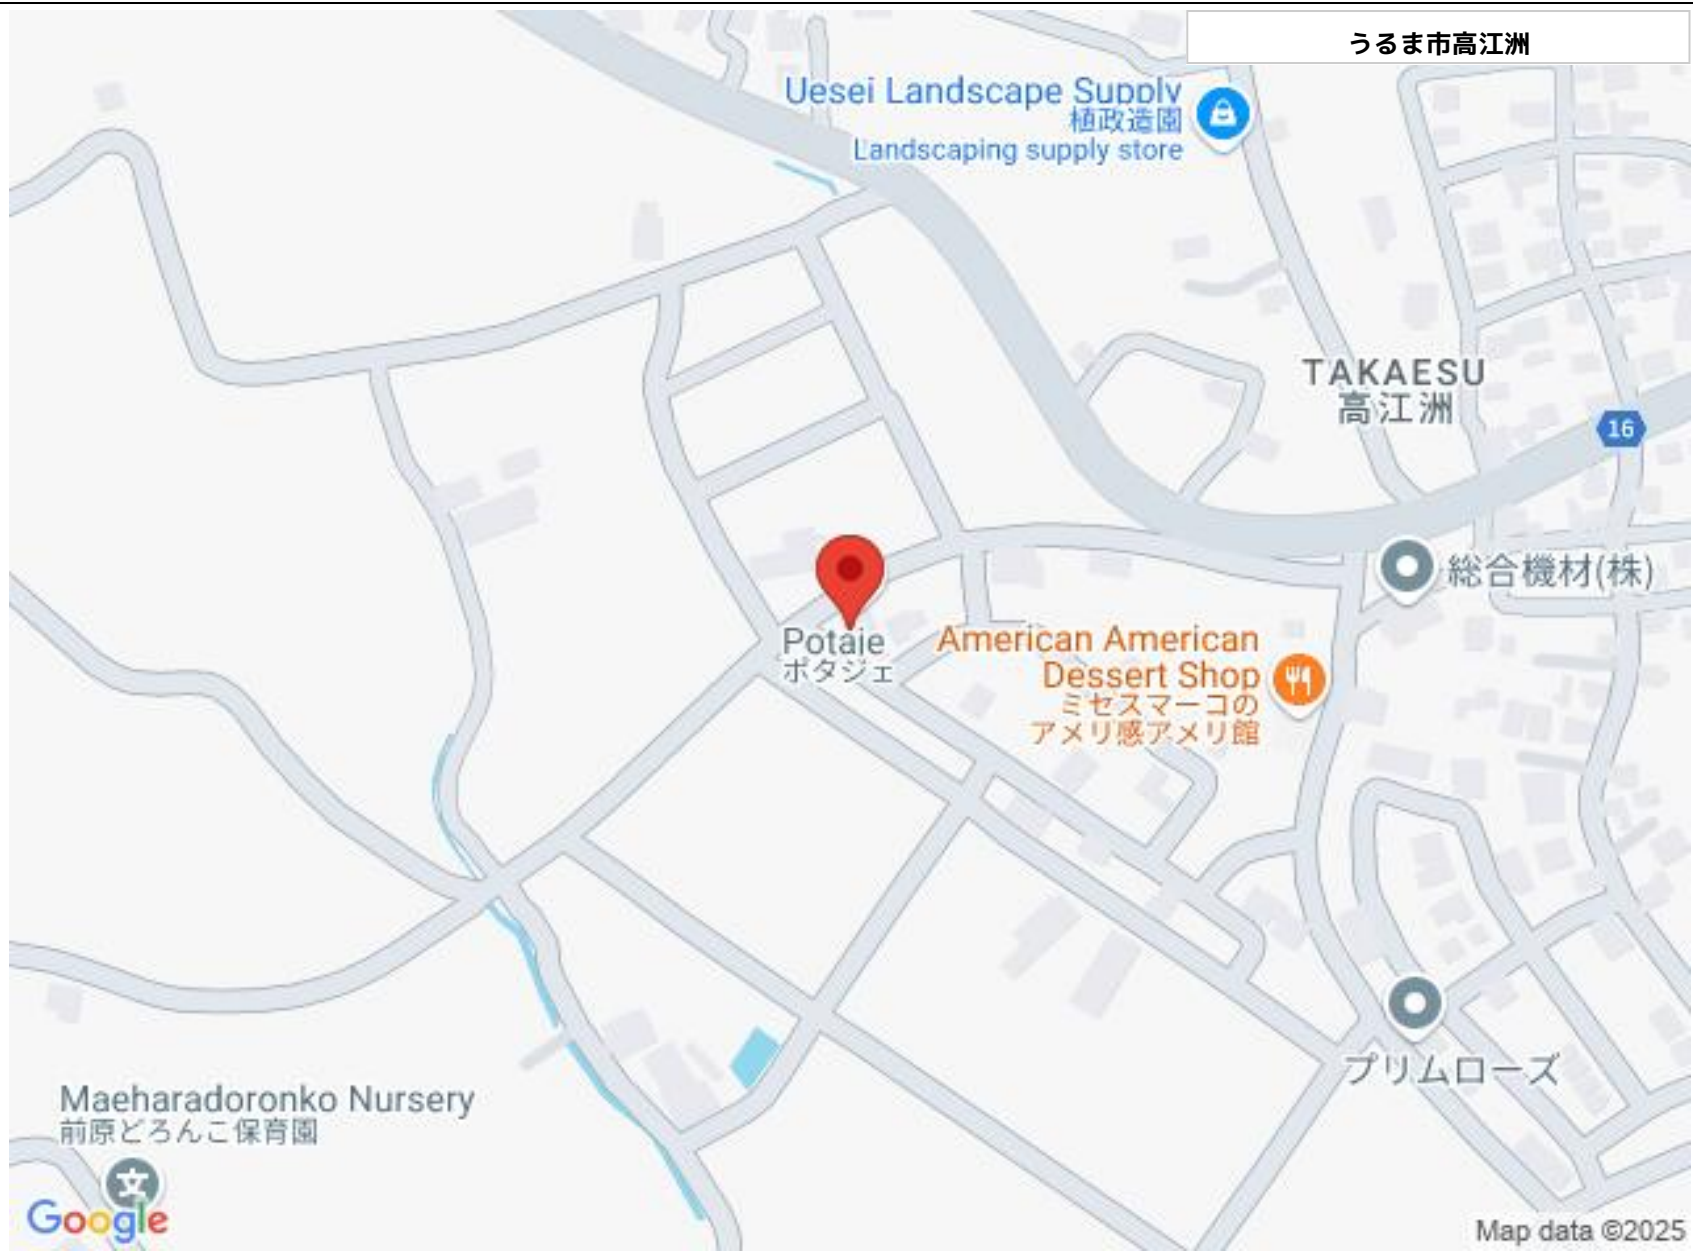 うるま市高江洲
Uesei Landscape Supply
植政造園
Landscaping supply store
TAKAESU
高江洲
16
総合機材(株)
Potaie
ポタジェ
American American
Dessert Shop
ミセスマーコの
アメリ感アメリ館
プリムローズ
Maeharadoronko Nursery
前原どろんこ保育園
文
Google
Map data ©2025